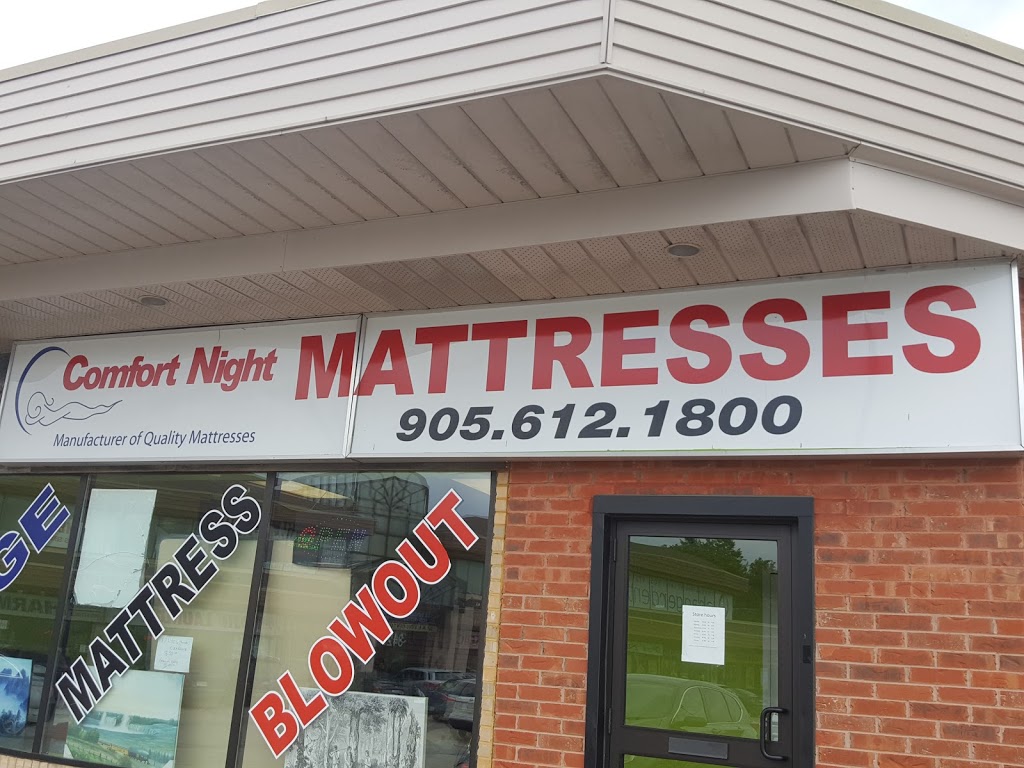 Comfort Night
Manufacturer of Quality Mattresses
MATTRESSES
905.612.1800
GE
MATTRESS
BLOWOUT